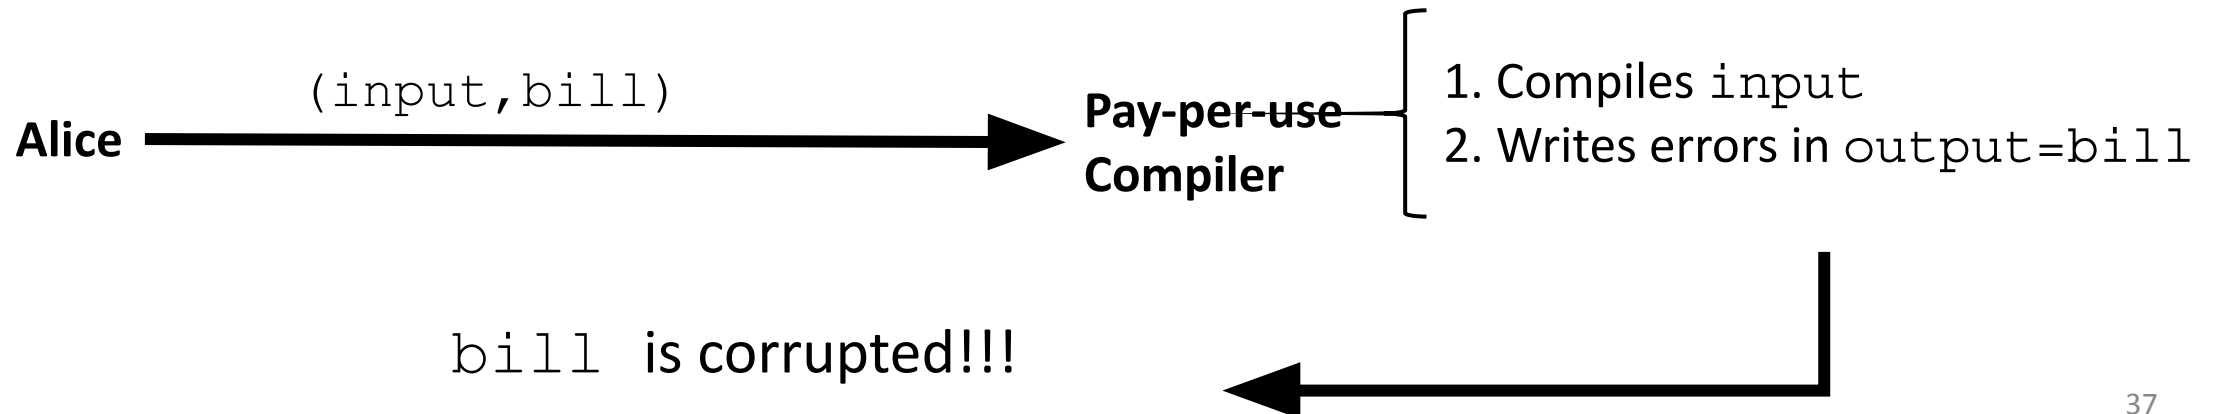 (input,bill)
Alice
Pay-per-use
Compiler
1. Compiles input
2. Writes errors in output=bill
bill is corrupted!!!
37